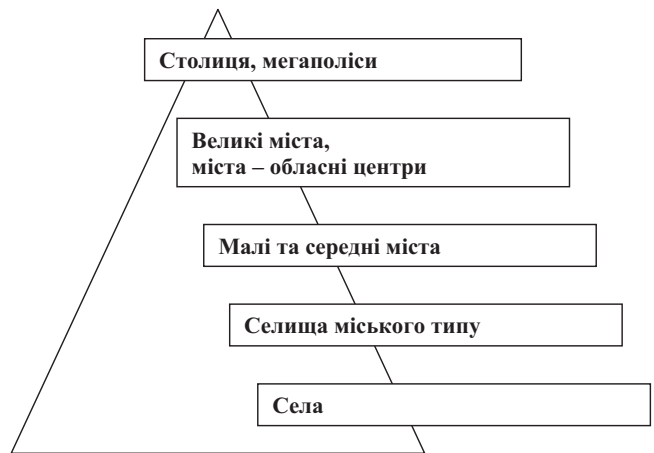 Столиця, мегаполіси
Великі міста,
міста – обласні центри
Малі та середні міста
Селища міського типу
Села